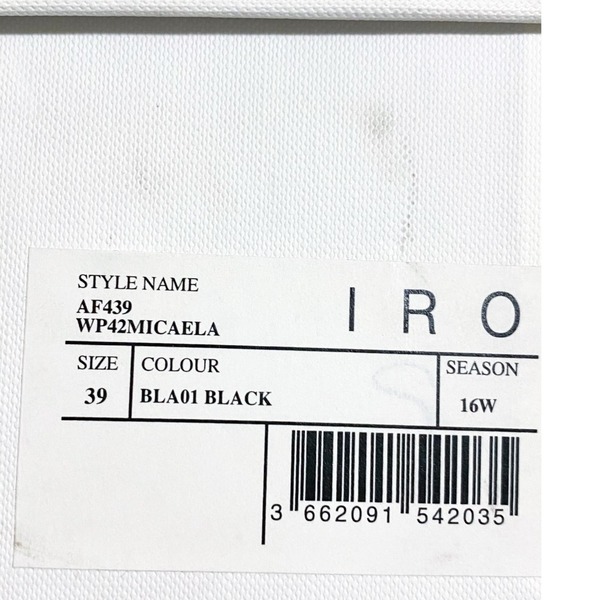 STYLE NAME
AF439
WP42MICAELA
IRO
SIZE
39
COLOUR
BLA01 BLACK
SEASON
16W
3 662091 542035